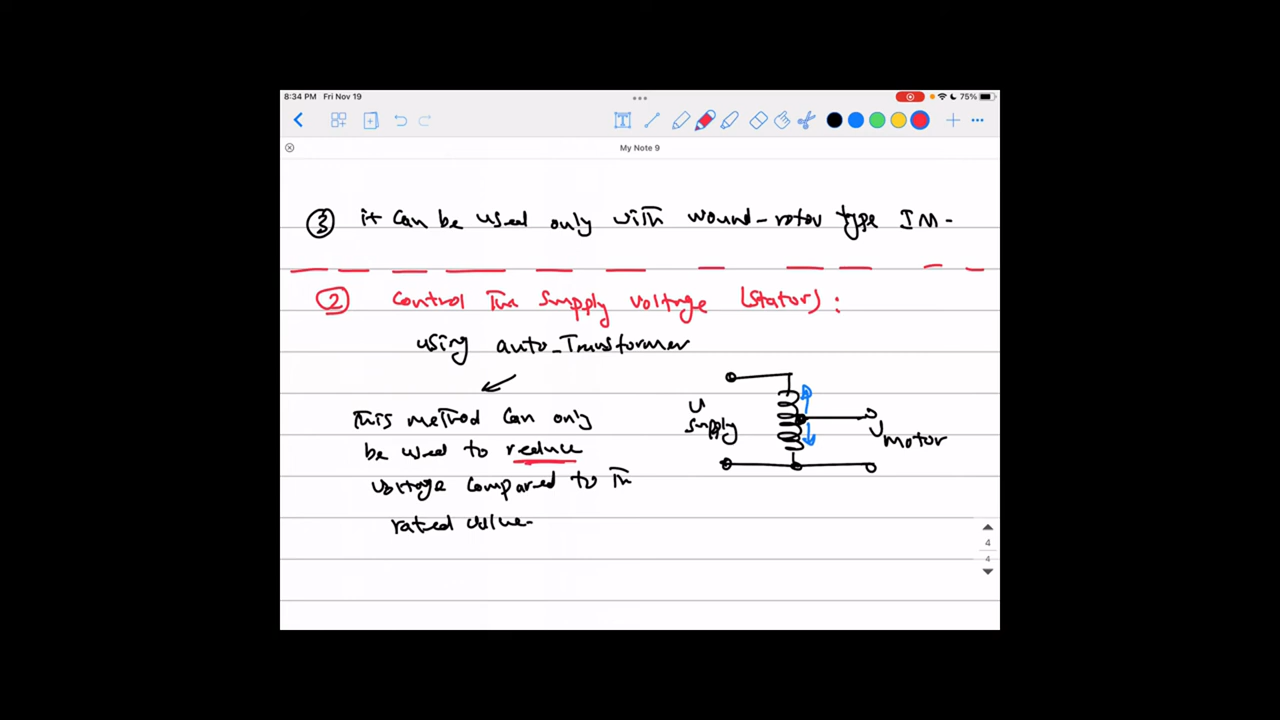 8:34 PM Fri Nov 19
75%
My Note 9
③ it can be used only with wound-rotor type IM.
② Control the supply voltage (stator):
using auto-Transformer
This method can only
be used to reduce
voltage compared to the
rated value.
U supply
U motor
4
4